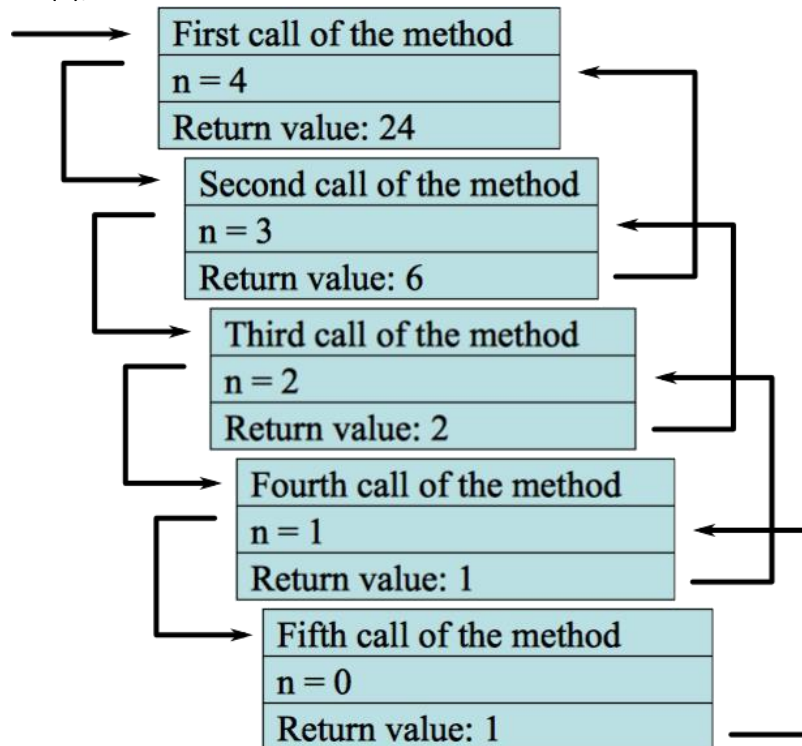 First call of the method
n = 4
Return value: 24
Second call of the method
n = 3
Return value: 6
Third call of the method
n = 2
Return value: 2
Fourth call of the method
n = 1
Return value: 1
Fifth call of the method
n = 0
Return value: 1